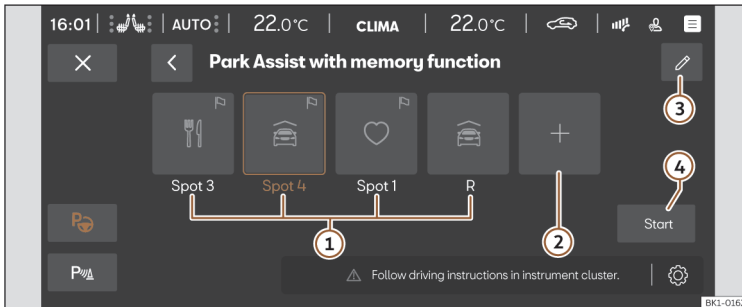 16:01 AUTO 22.0°C CLIMA 22.0°C
Park Assist with memory function
3
Spot 3 Spot 4 Spot 1 R
4
Start
1 2
P
P
Follow driving instructions in instrument cluster.